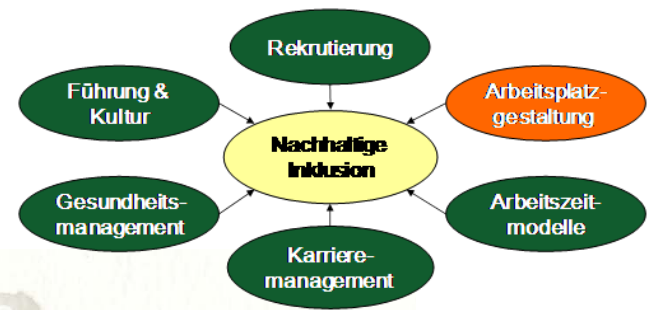 Rekrutierung
Führung &
Kultur
Arbeitsplatz-
gestaltung
Nachhaltige
Inklusion
Gesundheits-
management
Arbeitszeit-
modelle
Karriere-
management